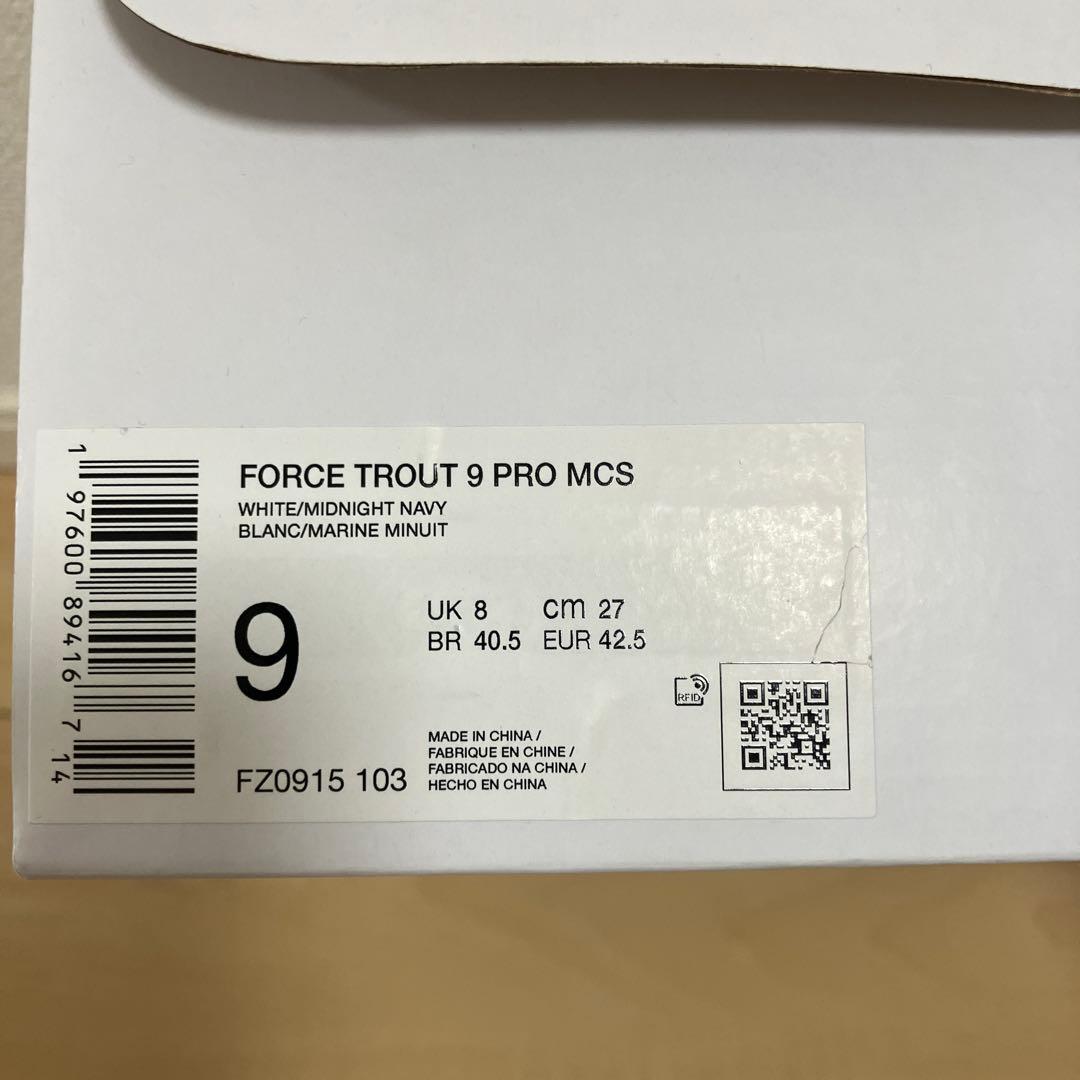 FORCE TROUT 9 PRO MCS
WHITE/MIDNIGHT NAVY
BLANC/MARINE MINUIT
9
UK 8 cm 27
BR 40.5 EUR 42.5
RFID
MADE IN CHINA /
FABRIQUE EN CHINE /
FABRICADO NA CHINA /
HECHO EN CHINA
FZ0915 103
1 97600 89416 7 14